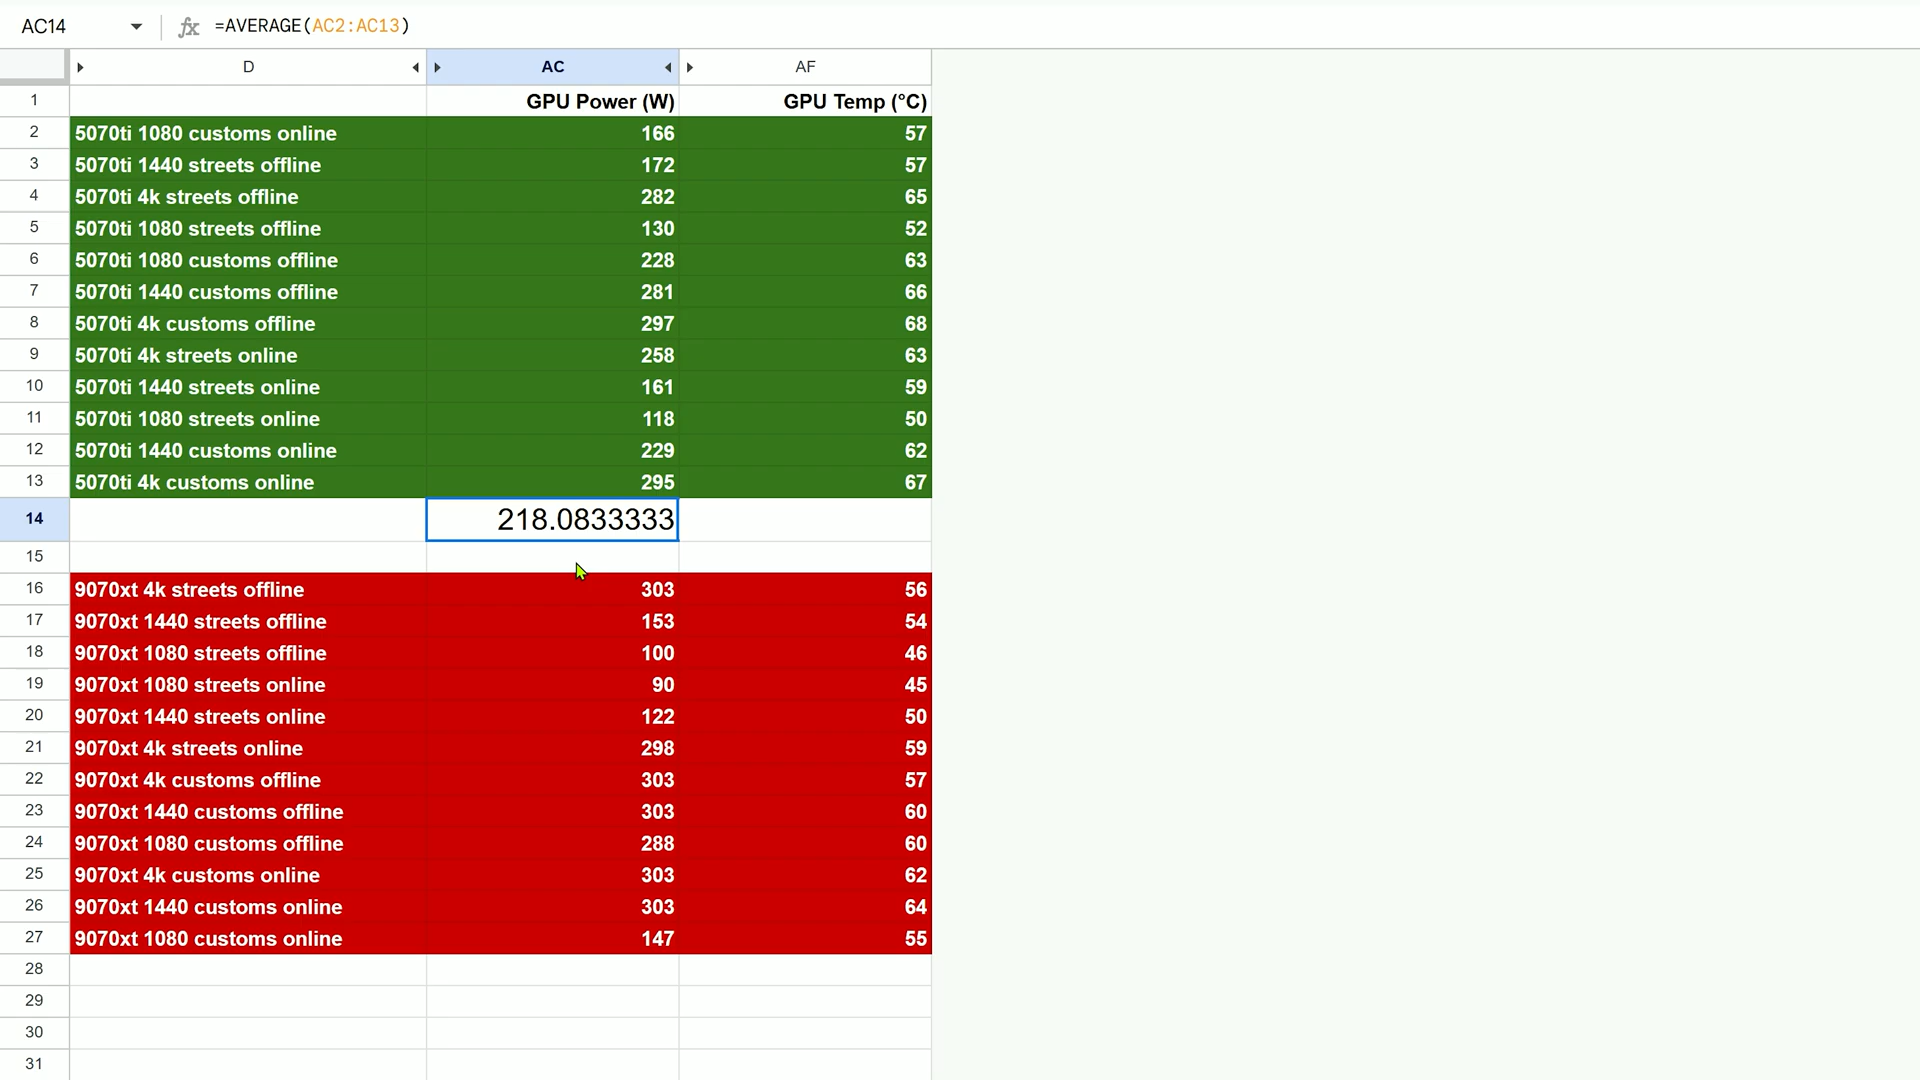 AC14 fx =AVERAGE(AC2:AC13)
D AC AF
1 GPU Power (W) GPU Temp (°C)
2 5070ti 1080 customs online 166 57
3 5070ti 1440 streets offline 172 57
4 5070ti 4k streets offline 282 65
5 5070ti 1080 streets offline 130 52
6 5070ti 1080 customs offline 228 63
7 5070ti 1440 customs offline 281 66
8 5070ti 4k customs offline 297 68
9 5070ti 4k streets online 258 63
10 5070ti 1440 streets online 161 59
11 5070ti 1080 streets online 118 50
12 5070ti 1440 customs online 229 62
13 5070ti 4k customs online 295 67
14 218.0833333
15
16 9070xt 4k streets offline 303 56
17 9070xt 1440 streets offline 153 54
18 9070xt 1080 streets offline 100 46
19 9070xt 1080 streets online 90 45
20 9070xt 1440 streets online 122 50
21 9070xt 4k streets online 298 59
22 9070xt 4k customs offline 303 57
23 9070xt 1440 customs offline 303 60
24 9070xt 1080 customs offline 288 60
25 9070xt 4k customs online 303 62
26 9070xt 1440 customs online 303 64
27 9070xt 1080 customs online 147 55
28
29
30
31